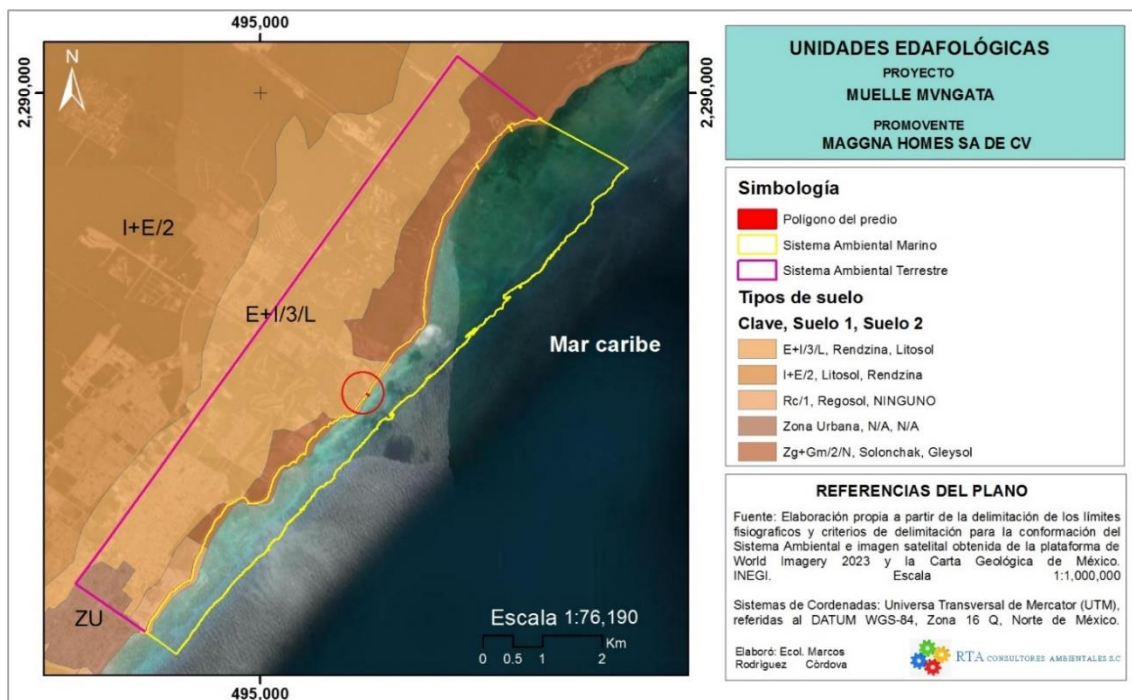 495,000
2,290,000
N
I+E/2
E+I/3/L
Mar caribe
ZU
Escala 1:76,190
Km
0 0.5 1 2
495,000
2,290,000
UNIDADES EDAFOLÓGICAS
PROYECTO
MUELLE MVNGATA
PROMOVENTE
MAGGNA HOMES SA DE CV
Simbología
Polígono del predio
Sistema Ambiental Marino
Sistema Ambiental Terrestre
Tipos de suelo
Clave, Suelo 1, Suelo 2
E+I/3/L, Rendzina, Litosol
I+E/2, Litosol, Rendzina
Rc/1, Regosol, NINGUNO
Zona Urbana, N/A, N/A
Zg+Gm/2/N, Solonchak, Gleysol
REFERENCIAS DEL PLANO
Fuente: Elaboración propia a partir de la delimitación de los límites
fisiograficos y criterios de delimitación para la conformación del
Sistema Ambiental e imagen satelital obtenida de la plataforma de
World Imagery 2023 y la Carta Geológica de México.
INEGI. Escala 1:1,000,000
Sistemas de Cordenadas: Universa Transversal de Mercator (UTM),
referidas al DATUM WGS-84, Zona 16 Q, Norte de México.
Elaboró: Ecol. Marcos
Rodriguez Córdova
RTA CONSULTORES AMBIENTALES S.C